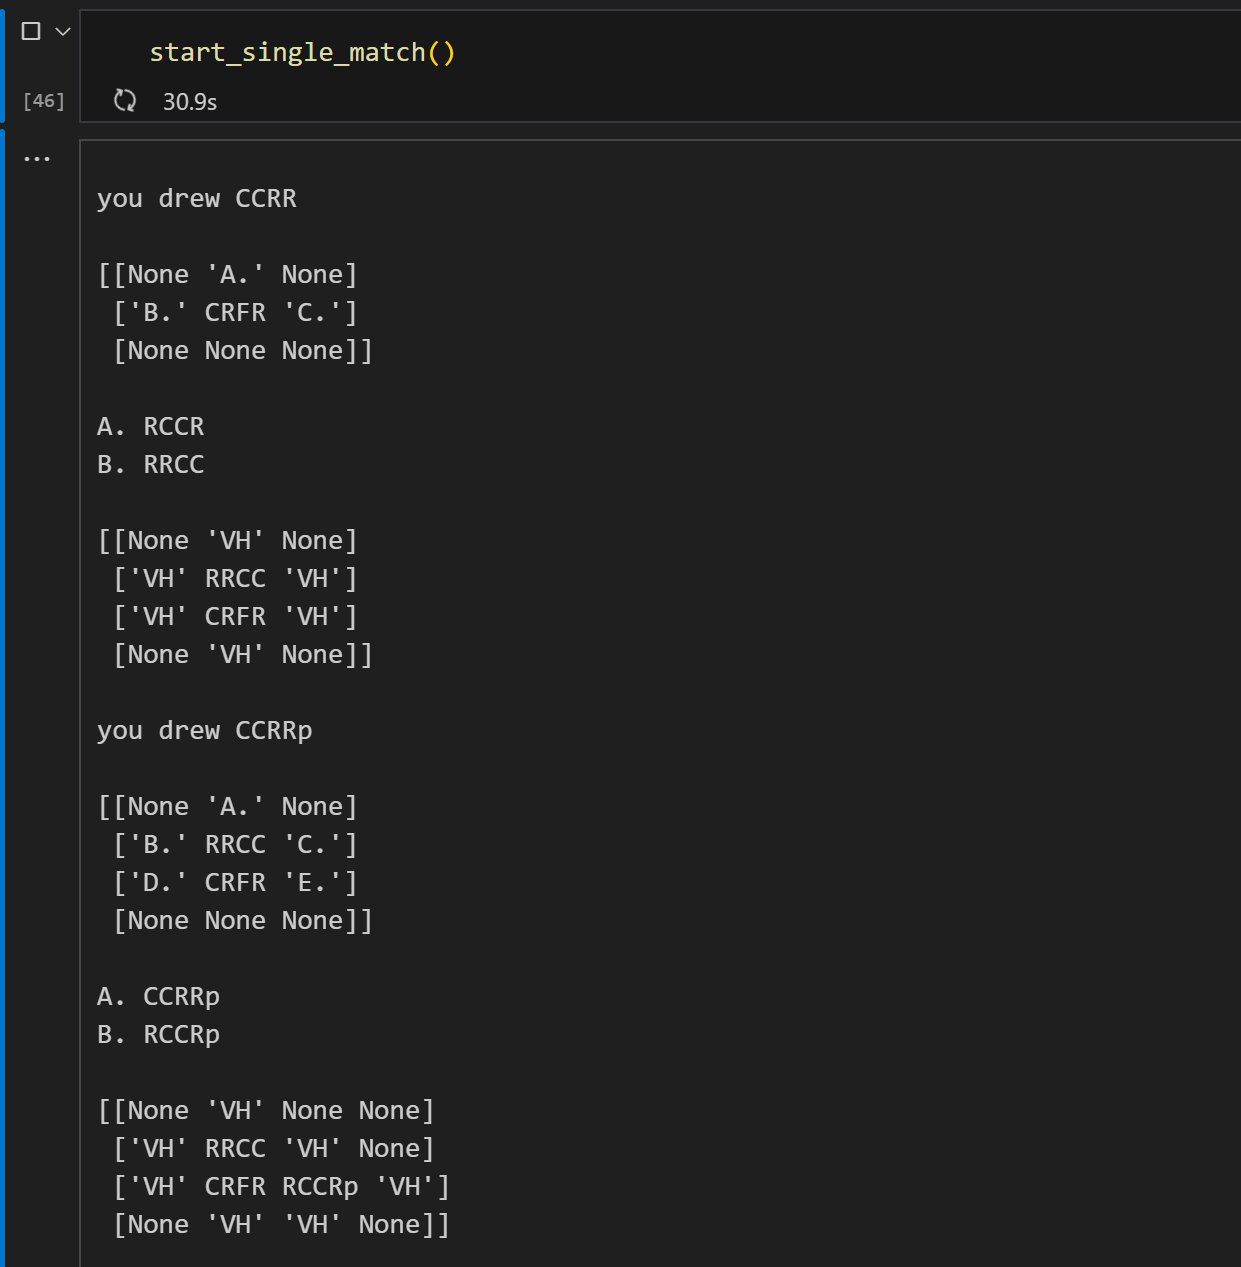 start_single_match()
[46]
30.9s
...
you drew CCRR
[[None 'A.' None]
['B.' CRFR 'C.']
[None None None]]
A. RCCR
B. RRCC
[[None 'VH' None]
['VH' RRCC 'VH']
['VH' CRFR 'VH']
[None 'VH' None]]
you drew CCRRp
[[None 'A.' None]
['B.' RRCC 'C.']
['D.' CRFR 'E.']
[None None None]]
A. CCRRp
B. RCCRp
[[None 'VH' None None]
['VH' RRCC 'VH' None]
['VH' CRFR RCCRp 'VH']
[None 'VH' 'VH' None]]